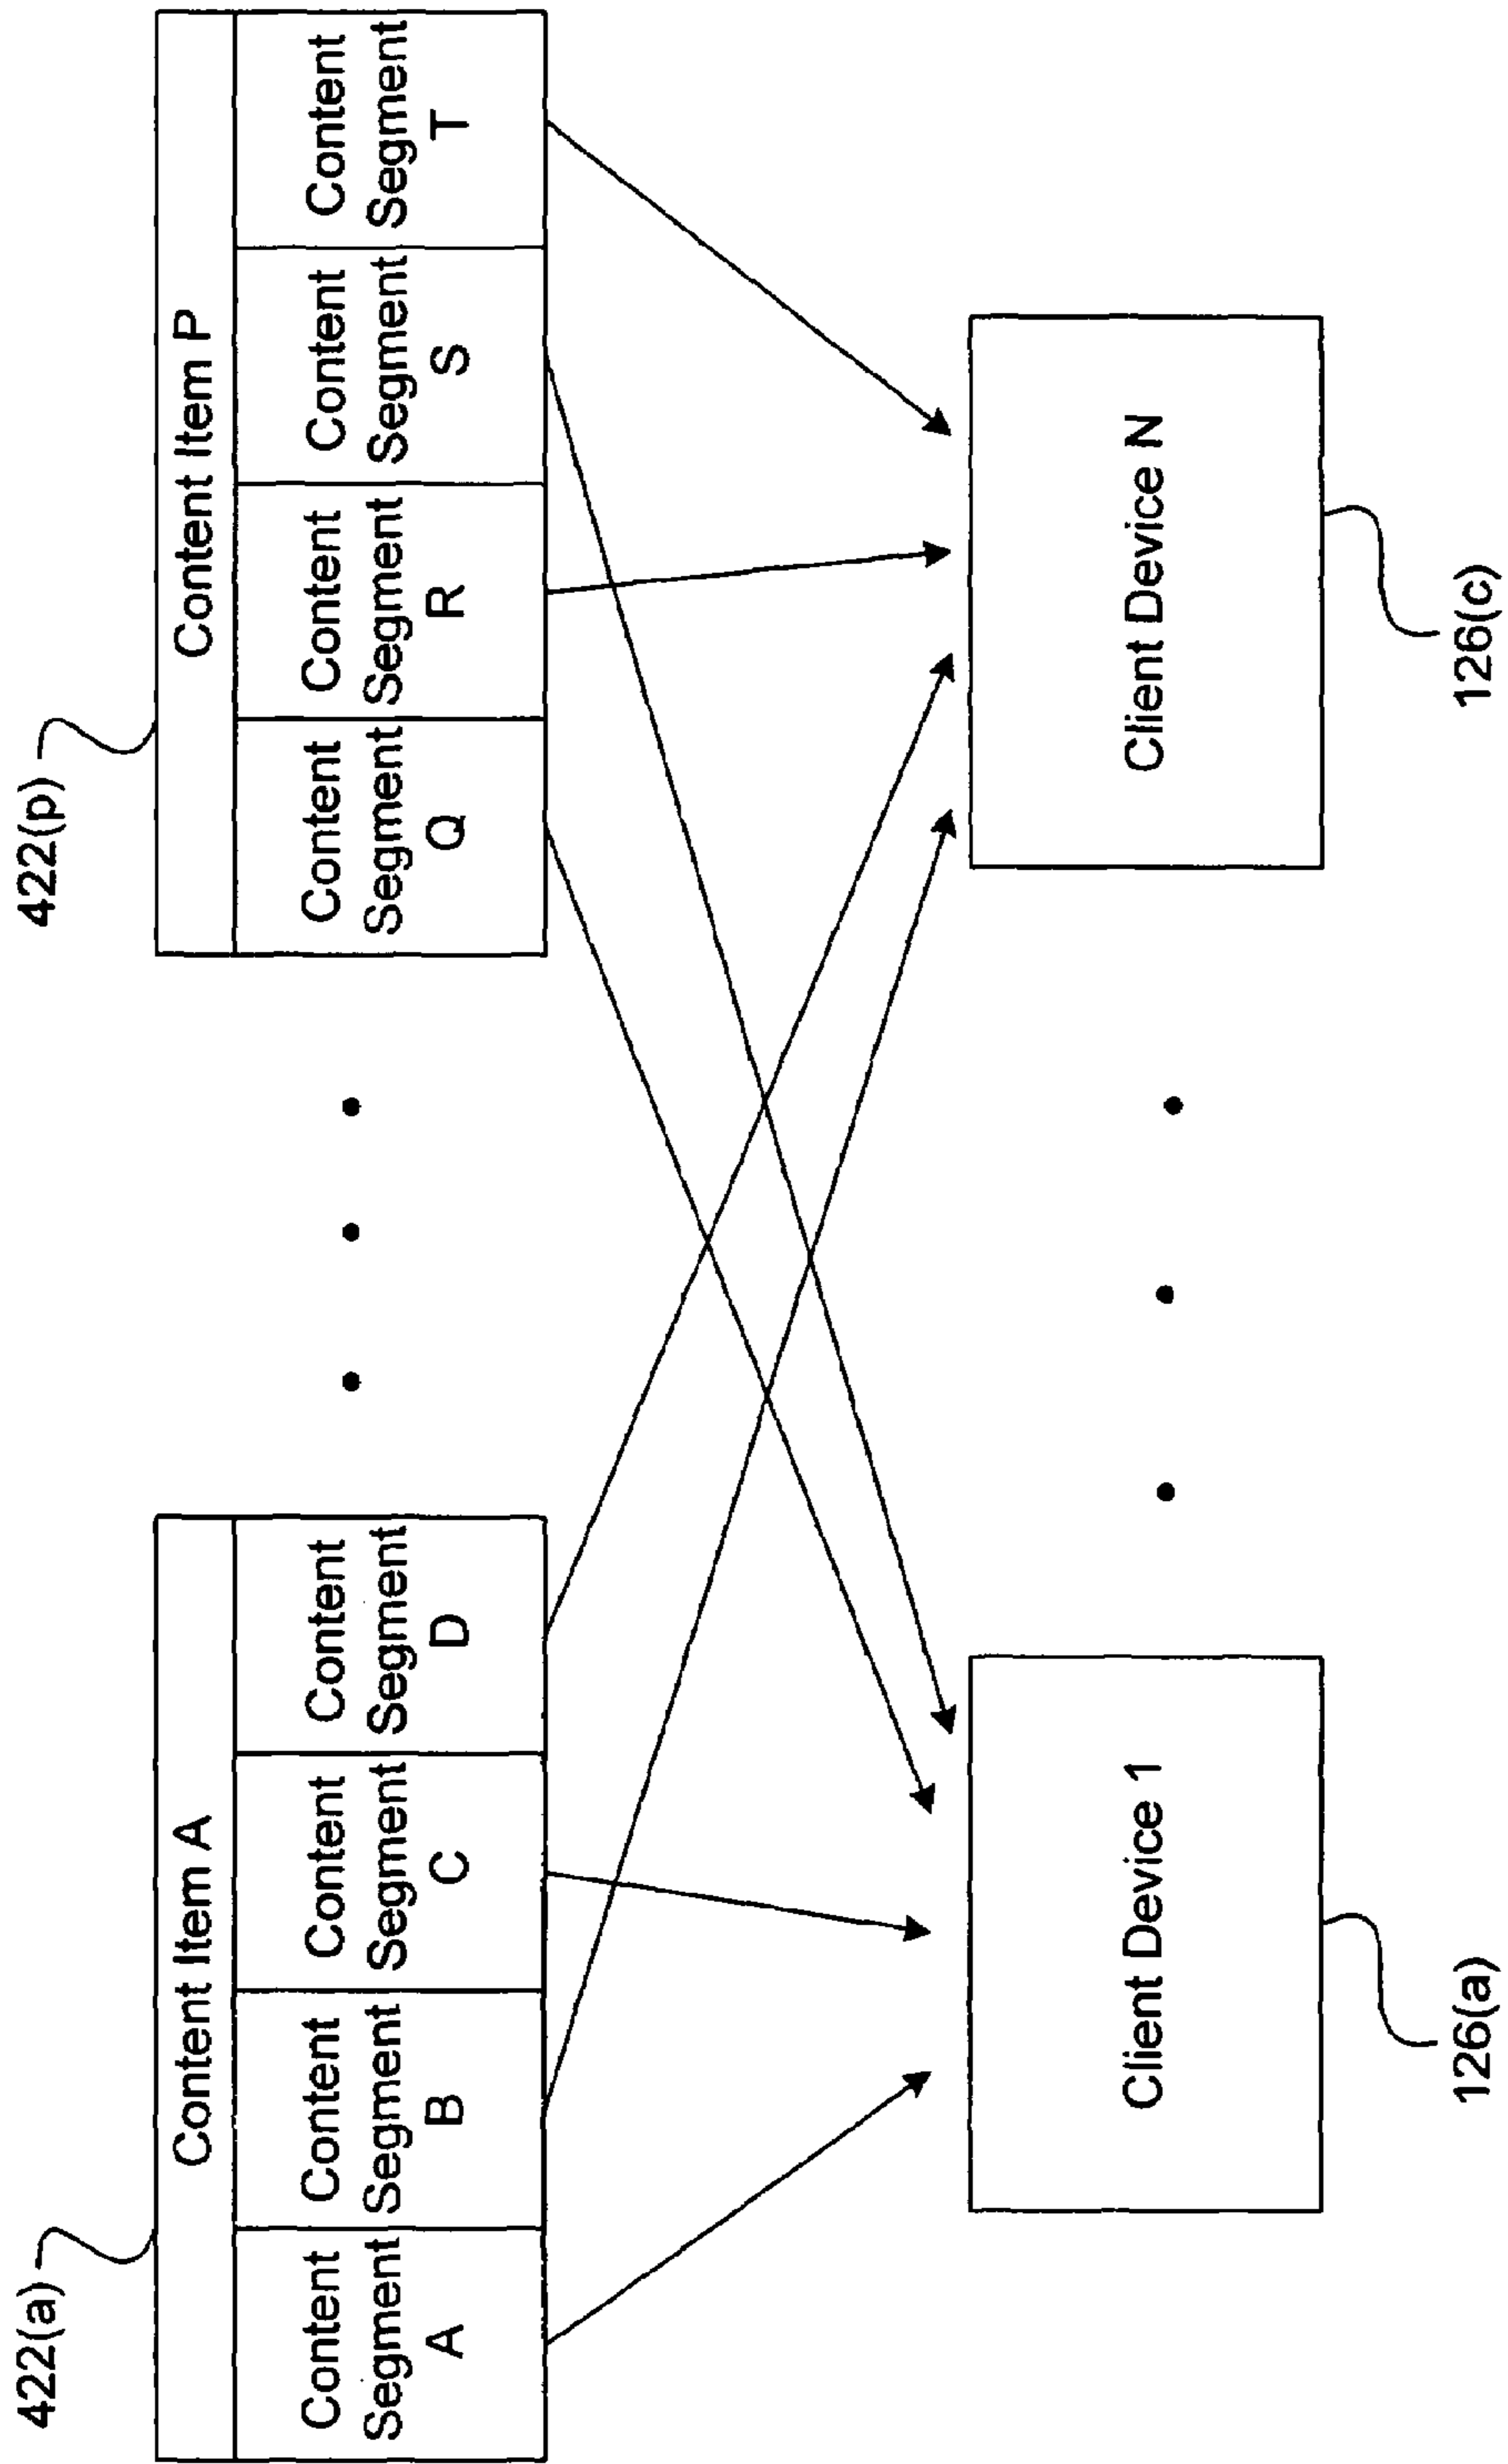 422(a)
422(p)
Content Item A
Content
Segment
A
Content
Segment
B
Content
Segment
C
Content
Segment
D
Content Item P
Content
Segment
Q
Content
Segment
R
Content
Segment
S
Content
Segment
T
Client Device 1
Client Device N
126(a)
126(c)